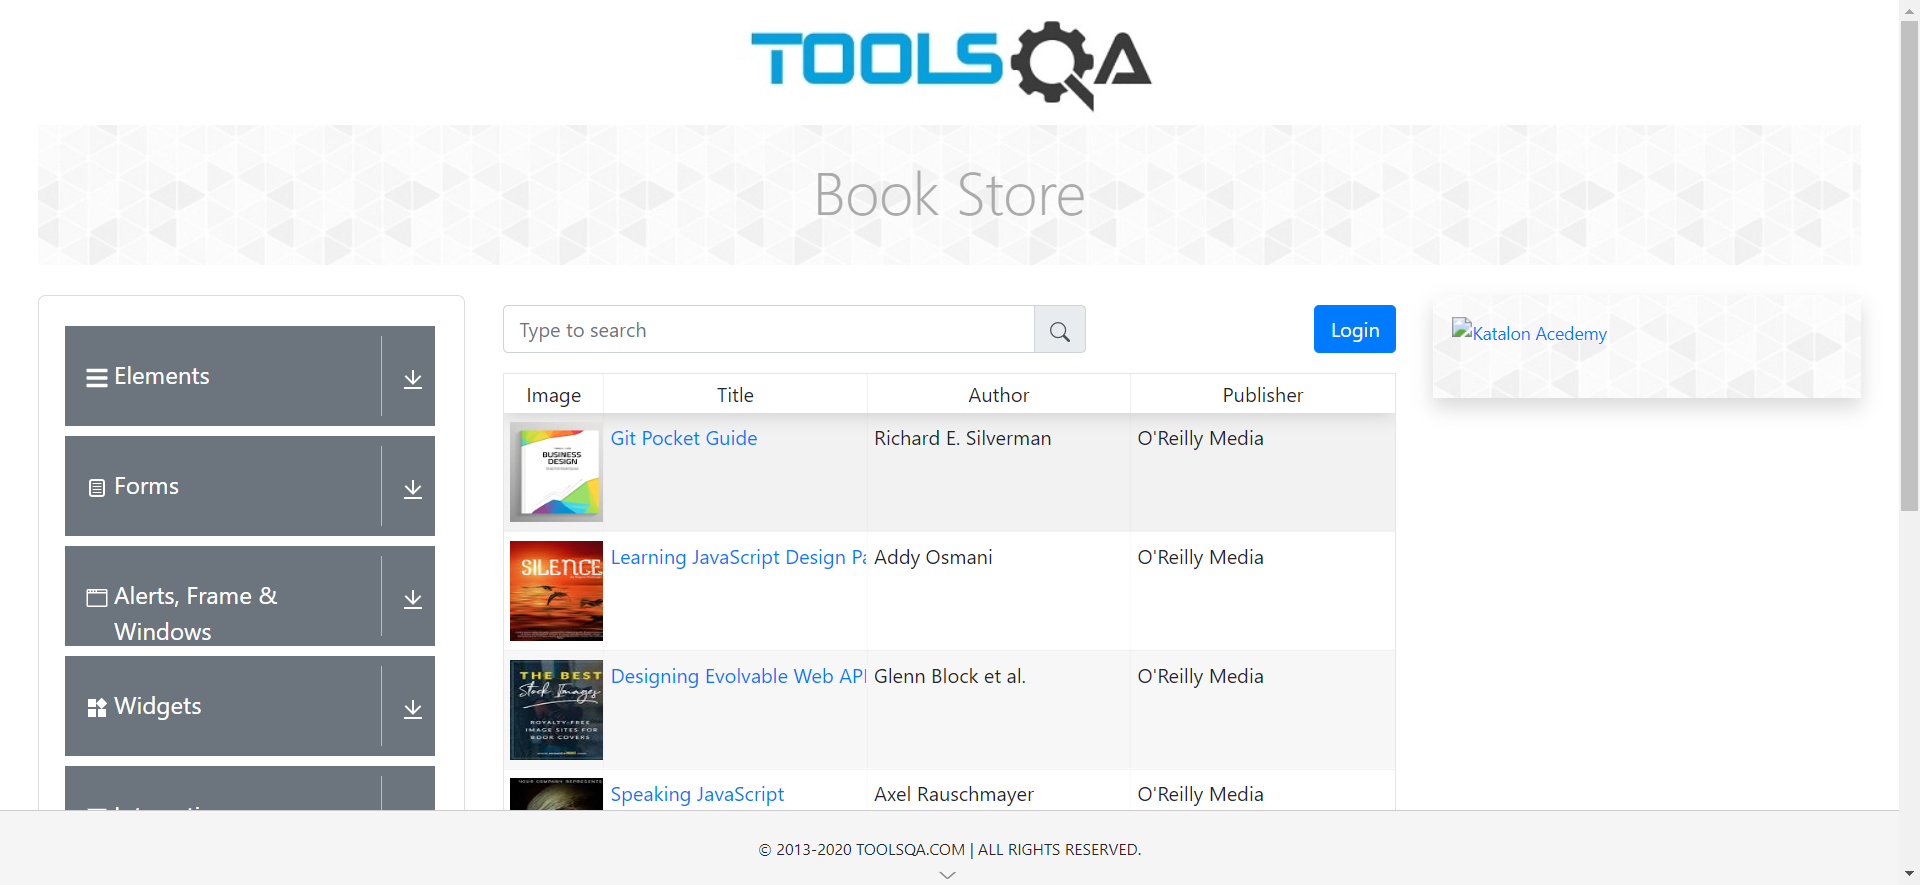 TOOLSQA
Book Store
Elements
Forms
Alerts, Frame &
Windows
Widgets
Type to search
Login
Image Title Author Publisher
BUSINESS
DESIGN
Git Pocket Guide Richard E. Silverman O'Reilly Media
SILENCE
Learning JavaScript Design Pa Addy Osmani O'Reilly Media
THE BEST
Stock Images
ROYALTY-FREE
IMAGE SITES FOR
BOOK COVERS
Designing Evolvable Web API Glenn Block et al. O'Reilly Media
Speaking JavaScript Axel Rauschmayer O'Reilly Media
Katalon Acedemy
© 2013-2020 TOOLSQA.COM | ALL RIGHTS RESERVED.